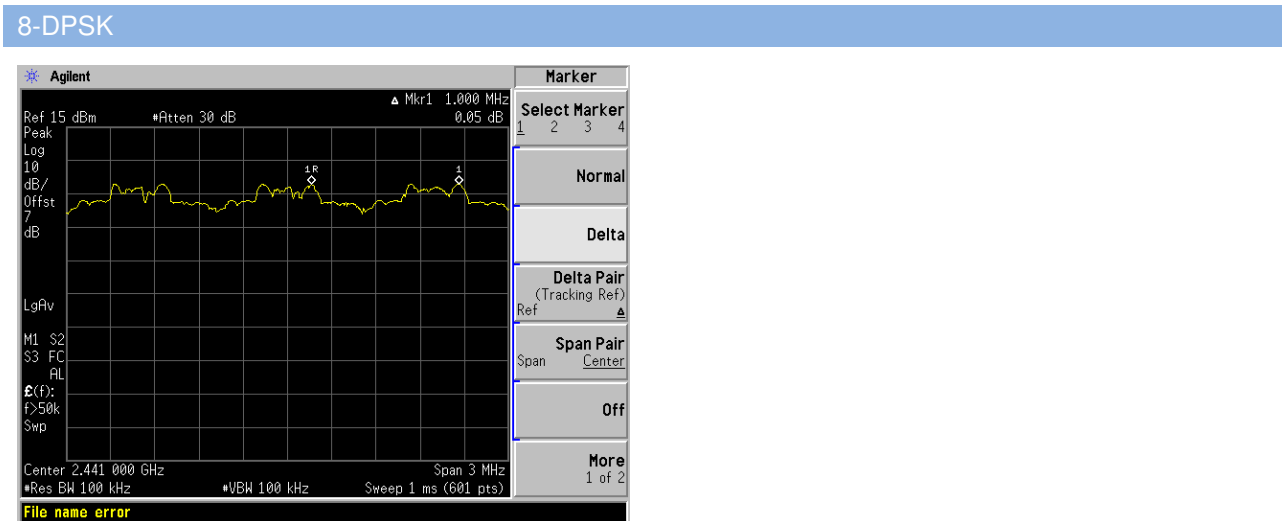 8-DPSK
Agilent
Marker
Δ Mkr1 1.000 MHz
Ref 15 dBm #Atten 30 dB 0.05 dB
Peak
Log
10
dB/
Offst
7
dB
1R
1
LgAv
M1 S2
S3 FC
AL
£(f):
f>50k
Swp
Center 2.441 000 GHz Span 3 MHz
#Res BW 100 kHz #VBW 100 kHz Sweep 1 ms (601 pts)
File name error
Select Marker
1 2 3 4
Normal
Delta
Delta Pair
(Tracking Ref)
Ref Δ
Span Pair
Span Center
Off
More
1 of 2